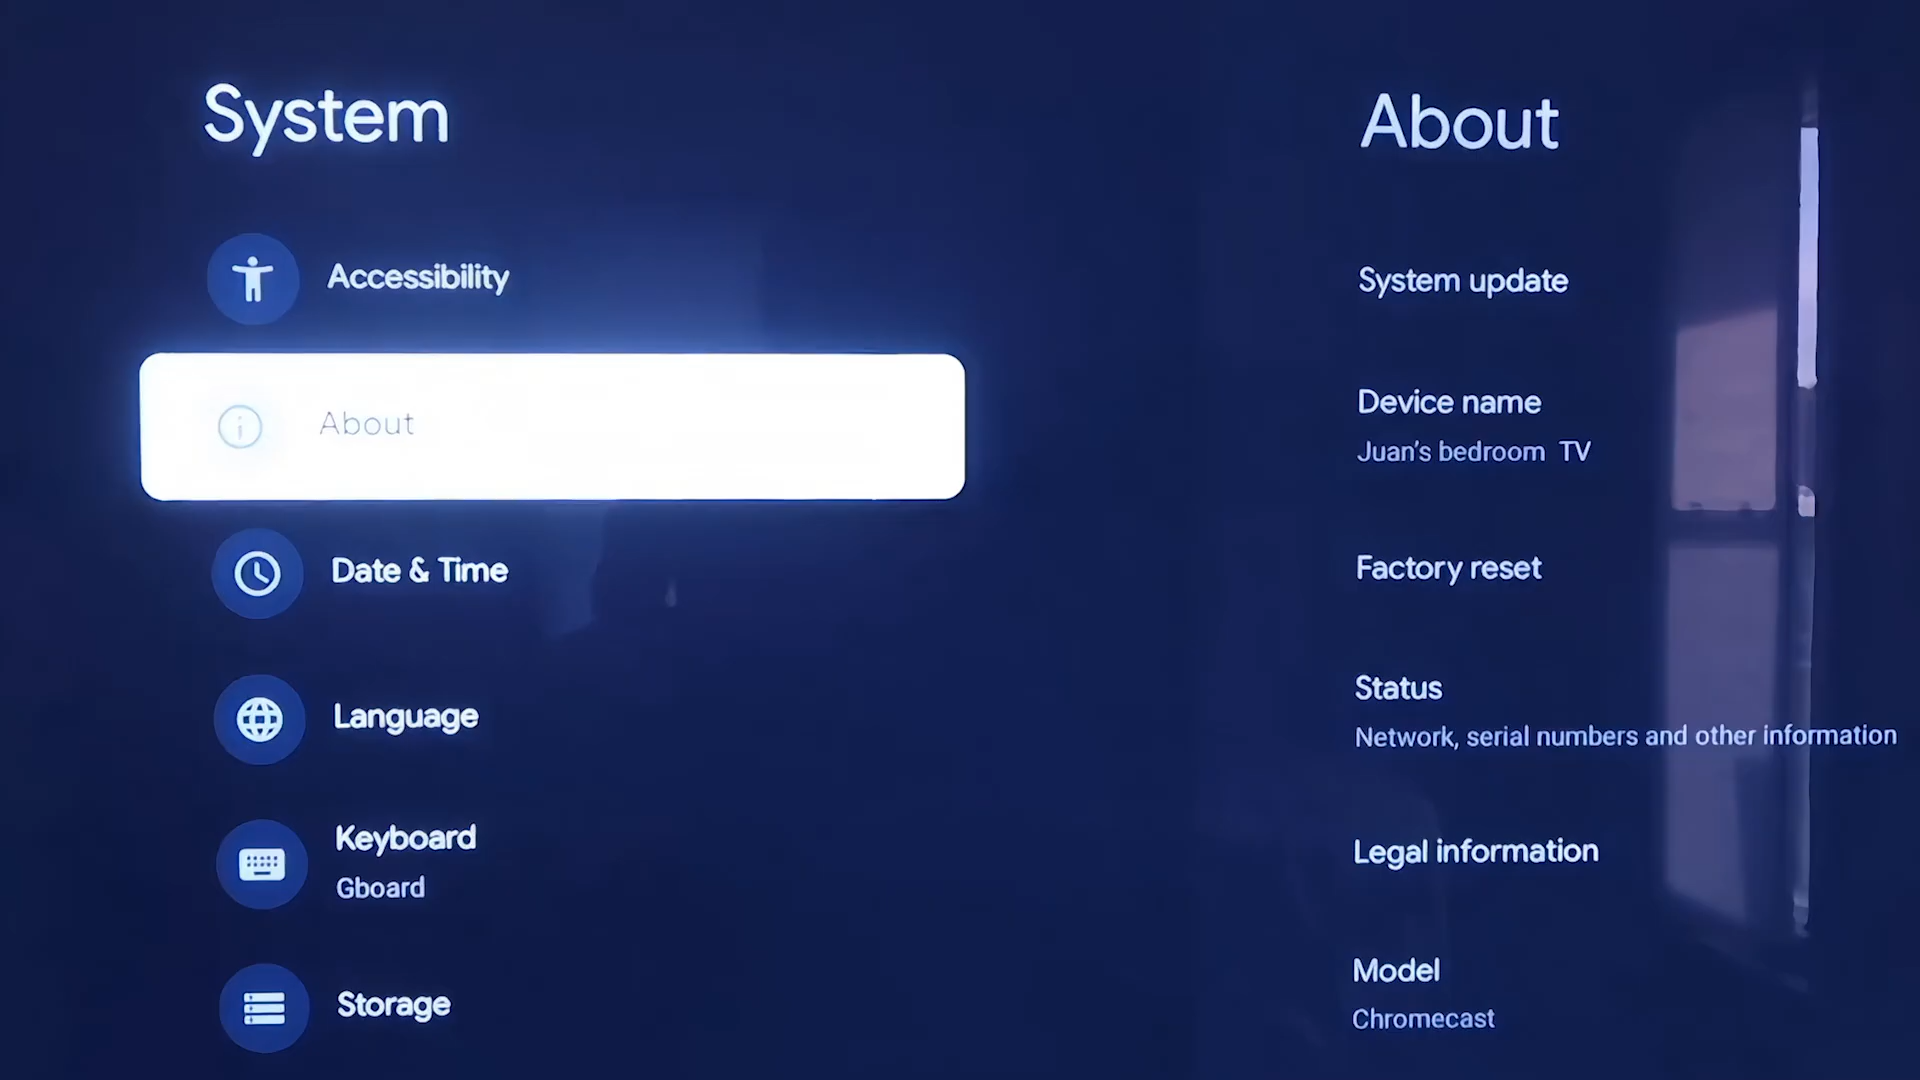 System
Accessibility
About
Date & Time
Language
Keyboard
Gboard
Storage
About
System update
Device name
Juan's bedroom TV
Factory reset
Status
Network, serial numbers and other information
Legal information
Model
Chromecast